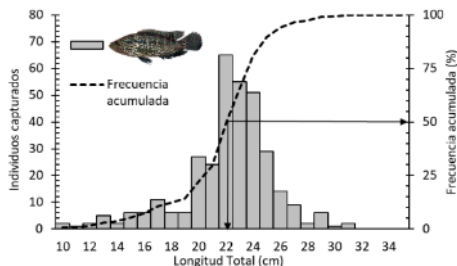 80
70
60
50
40
30
20
10
0
Individuos capturados
Frecuencia
acumulada
100
75
50
25
0
Frecuencia acumulada (%)
10 12 14 16 18 20 22 24 26 28 30 32 34
Longitud Total (cm)